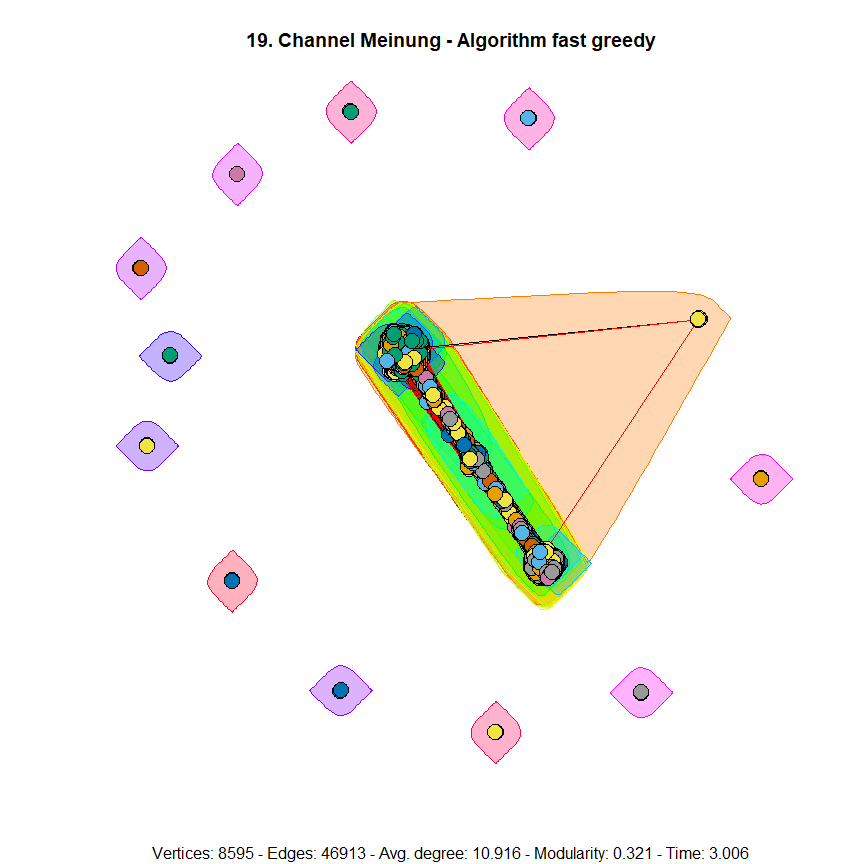 19. Channel Meinung - Algorithm fast greedy
Vertices: 8595 - Edges: 46913 - Avg. degree: 10.916 - Modularity: 0.321 - Time: 3.006